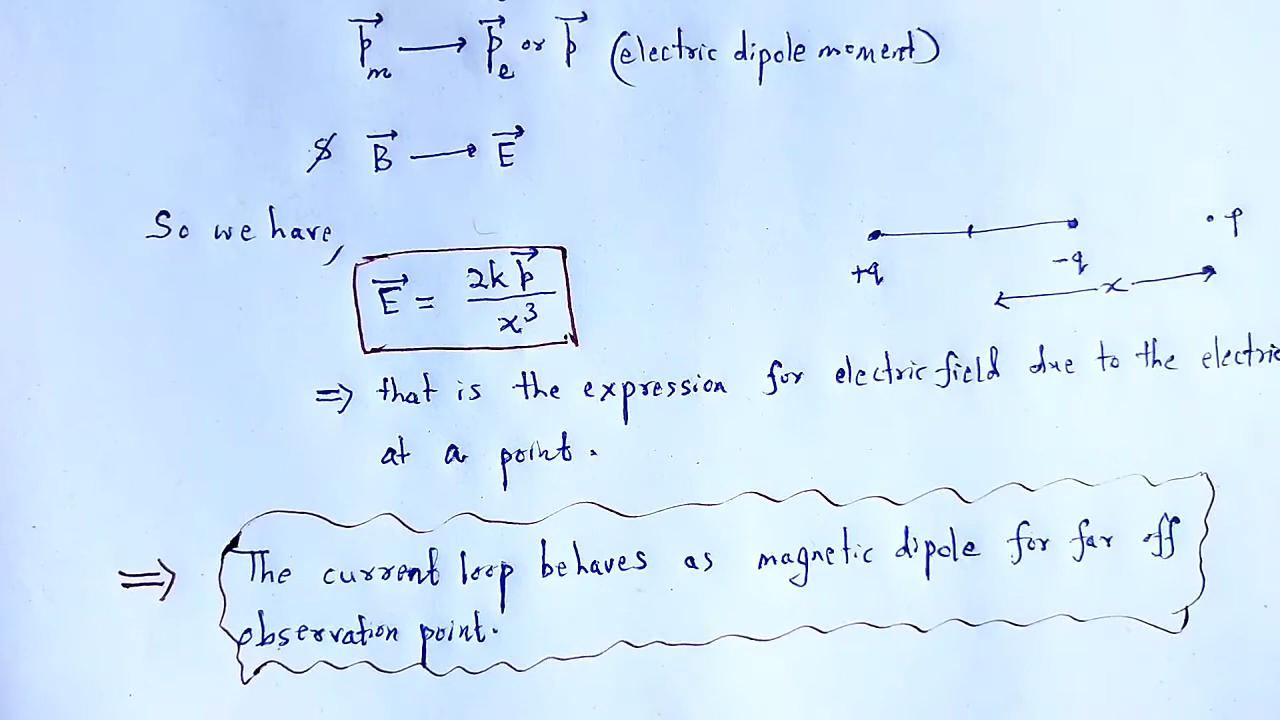 p⃗m ⟶ p⃗e or p⃗ (electric dipole moment)
$ B⃗ ⟶ E⃗
So we have,
E⃗ = 2kp⃗ / x³
+q -q x · P
⇒ that is the expression for electric field due to the electric
at a point.
⇒ The current loop behaves as magnetic dipole for far off
observation point.